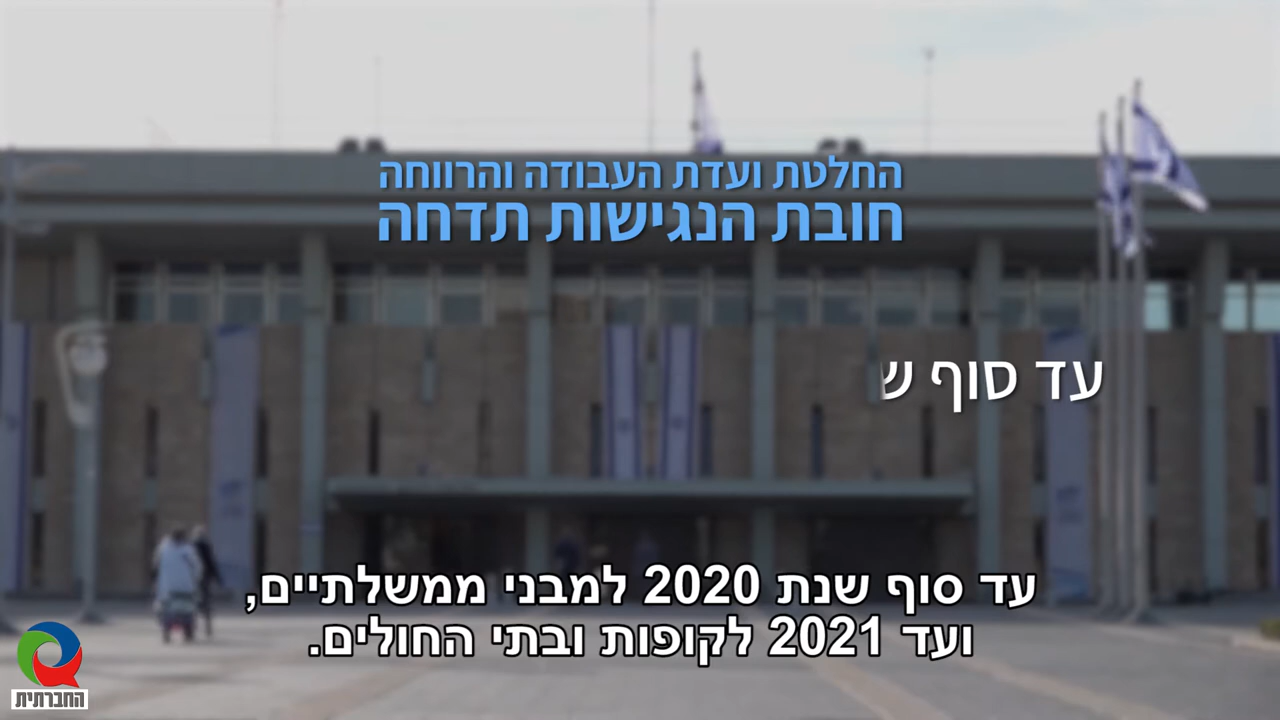 החלטת ועדת העבודה והרווחה
חובת הנגישות תדחה
עד סוף ש
עד סוף שנת 2020 למבני ממשלתיים,
ועד 2021 לקופות ובתי החולים.
החברתית